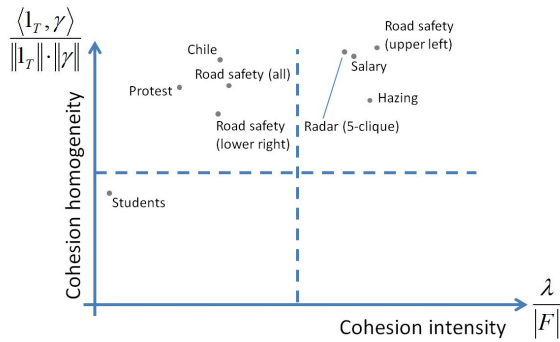 ⟨1_T, γ⟩
‖1_T‖·‖γ‖
Cohesion homogeneity
Road safety
(upper left)
Chile
Salary
Road safety (all)
Protest
Hazing
Road safety
(lower right)
Radar (5-clique)
Students
λ
|F|
Cohesion intensity